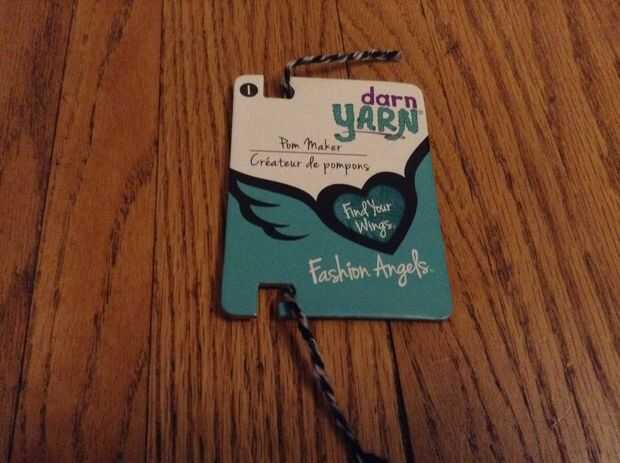 1
darn
YARN®
Pom Maker
Créateur de pompons
Find Your
Wings.
Fashion Angels.